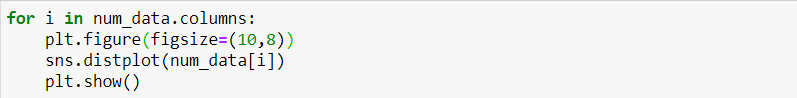 for i in num_data.columns:
    plt.figure(figsize=(10,8))
    sns.distplot(num_data[i])
    plt.show()